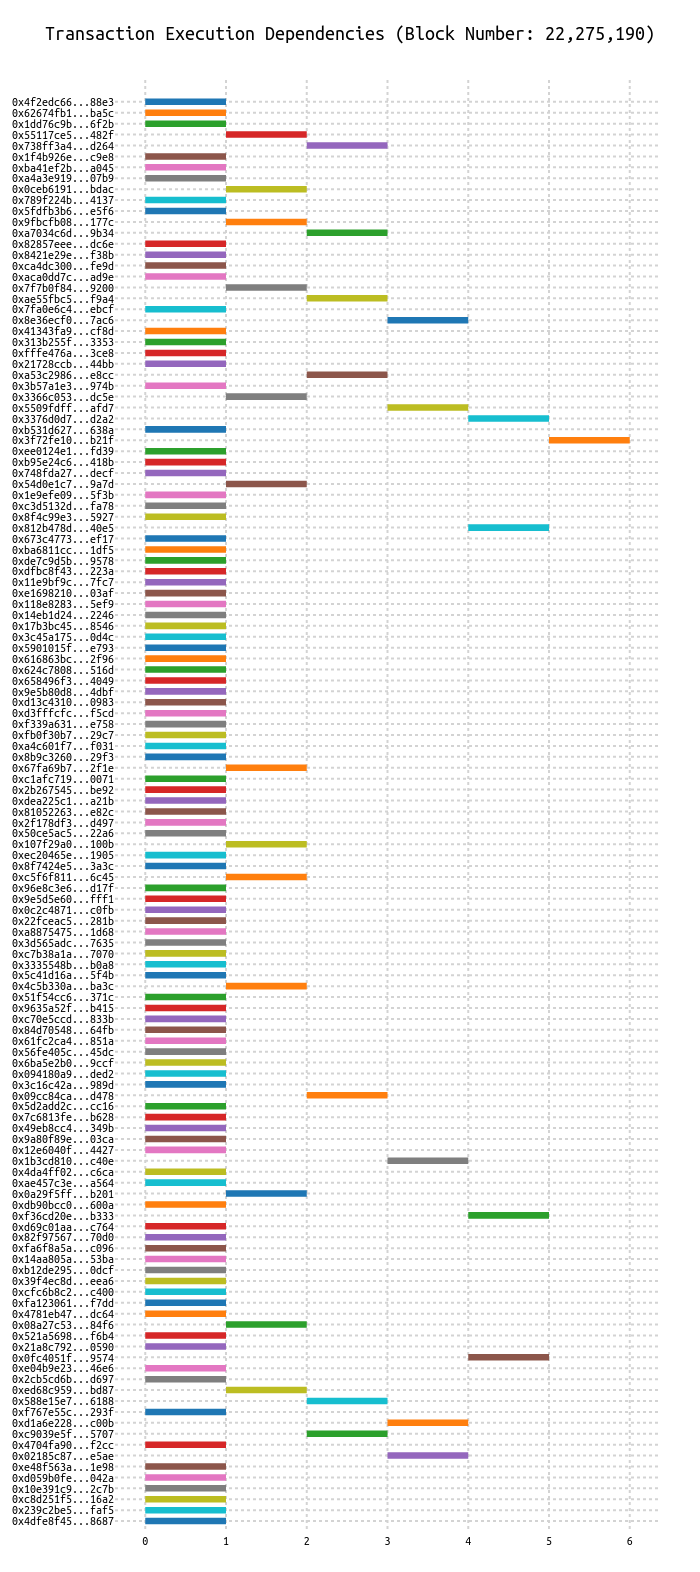 Transaction Execution Dependencies (Block Number: 22,275,190)
0x4f2edc66...88e3
0x62674fb1...ba5c
0x1dd76c9b...6f2b
0x55117ce5...482f
0x738ff3a4...d264
0x1f4b926e...c9e8
0xba41ef2b...a045
0xa4a3e919...07b9
0x0ceb6191...bdac
0x789f224b...4137
0x5fdfb3b6...e5f6
0x9fbcfb08...177c
0xa7034c6d...9b34
0x82857eee...dc6e
0x8421e29e...f38b
0xca4dc300...fe9d
0xaca0dd7c...ad9e
0x7f7b0f84...9200
0xae55fbc5...f9a4
0x7fa0e6c4...ebcf
0x8e36ecf0...7ac6
0x41343fa9...cf8d
0x313b255f...3353
0xfffe476a...3ce8
0x21728ccb...44bb
0xa53c2986...e8cc
0x3b57a1e3...974b
0x3366c053...dc5e
0x5509fdff...afd7
0x3376d0d7...d2a2
0xb531d627...638a
0x3f72fe10...b21f
0xee0124e1...fd39
0xb95e24c6...418b
0x748fda27...decf
0x54d0e1c7...9a7d
0x1e9efe09...5f3b
0xc3d5132d...fa78
0x8f4c99e3...5927
0x812b478d...40e5
0x673c4773...ef17
0xba6811cc...1df5
0xde7c9d5b...9578
0xdfbc8f43...223a
0x11e9bf9c...7fc7
0xe1698210...03af
0x118e8283...5ef9
0x14eb1d24...2246
0x17b3bc45...8546
0x3c45a175...0d4c
0x5901015f...e793
0x616863bc...2f96
0x624c7808...516d
0x658496f3...4049
0x9e5b80d8...4dbf
0xd13c4310...0983
0xd3fffcfc...f5cd
0xf339a631...e758
0xfb0f30b7...29c7
0xa4c601f7...f031
0x8b9c3260...29f3
0x67fa69b7...2f1e
0xc1afc719...0071
0x2b267545...be92
0xdea225c1...a21b
0x81052263...e82c
0x2f178df3...d497
0x50ce5ac5...22a6
0x107f29a0...100b
0xec20465e...1905
0x8f7424e5...3a3c
0xc5f6f811...6c45
0x96e8c3e6...d17f
0x9e5d5e60...fff1
0x0c2c4871...c0fb
0x22fceac5...281b
0xa8875475...1d68
0x3d565adc...7635
0xc7b38a1a...7070
0x3335548b...b0a8
0x5c41d16a...5f4b
0x4c5b330a...ba3c
0x51f54cc6...371c
0x9635a52f...b415
0xc70e5ccd...833b
0x84d70548...64fb
0x61fc2ca4...851a
0x56fe405c...45dc
0x6ba5e2b0...9ccf
0x094180a9...ded2
0x3c16c42a...989d
0x09cc84ca...d478
0x5d2add2c...cc16
0x7c6813fe...b628
0x49eb8cc4...349b
0x9a80f89e...03ca
0x12e6040f...4427
0x1b3cd810...c40e
0x4da4ff02...c6ca
0xae457c3e...a564
0x0a29f5ff...b201
0xdb90bcc0...600a
0xf36cd20e...b333
0xd69c01aa...c764
0x82f97567...70d0
0xfa6f8a5a...c096
0x14aa805a...53ba
0xb12de295...0dcf
0x39f4ec8d...eea6
0xcfc6b8c2...c400
0xfa123061...f7dd
0x4781eb47...dc64
0x08a27c53...84f6
0x521a5698...f6b4
0x21a8c792...0590
0x0fc4051f...9574
0xe04b9e23...46e6
0x2cb5cd6b...d697
0xed68c959...bd87
0x588e15e7...6188
0xf767e55c...293f
0xd1a6e228...c00b
0xc9039e5f...5707
0x4704fa90...f2cc
0x02185c87...e5ae
0xe48f563a...1e98
0xd059b0fe...042a
0x10e391c9...2c7b
0xc8d251f5...16a2
0x239c2be5...faf5
0x4dfe8f45...8687
0 1 2 3 4 5 6